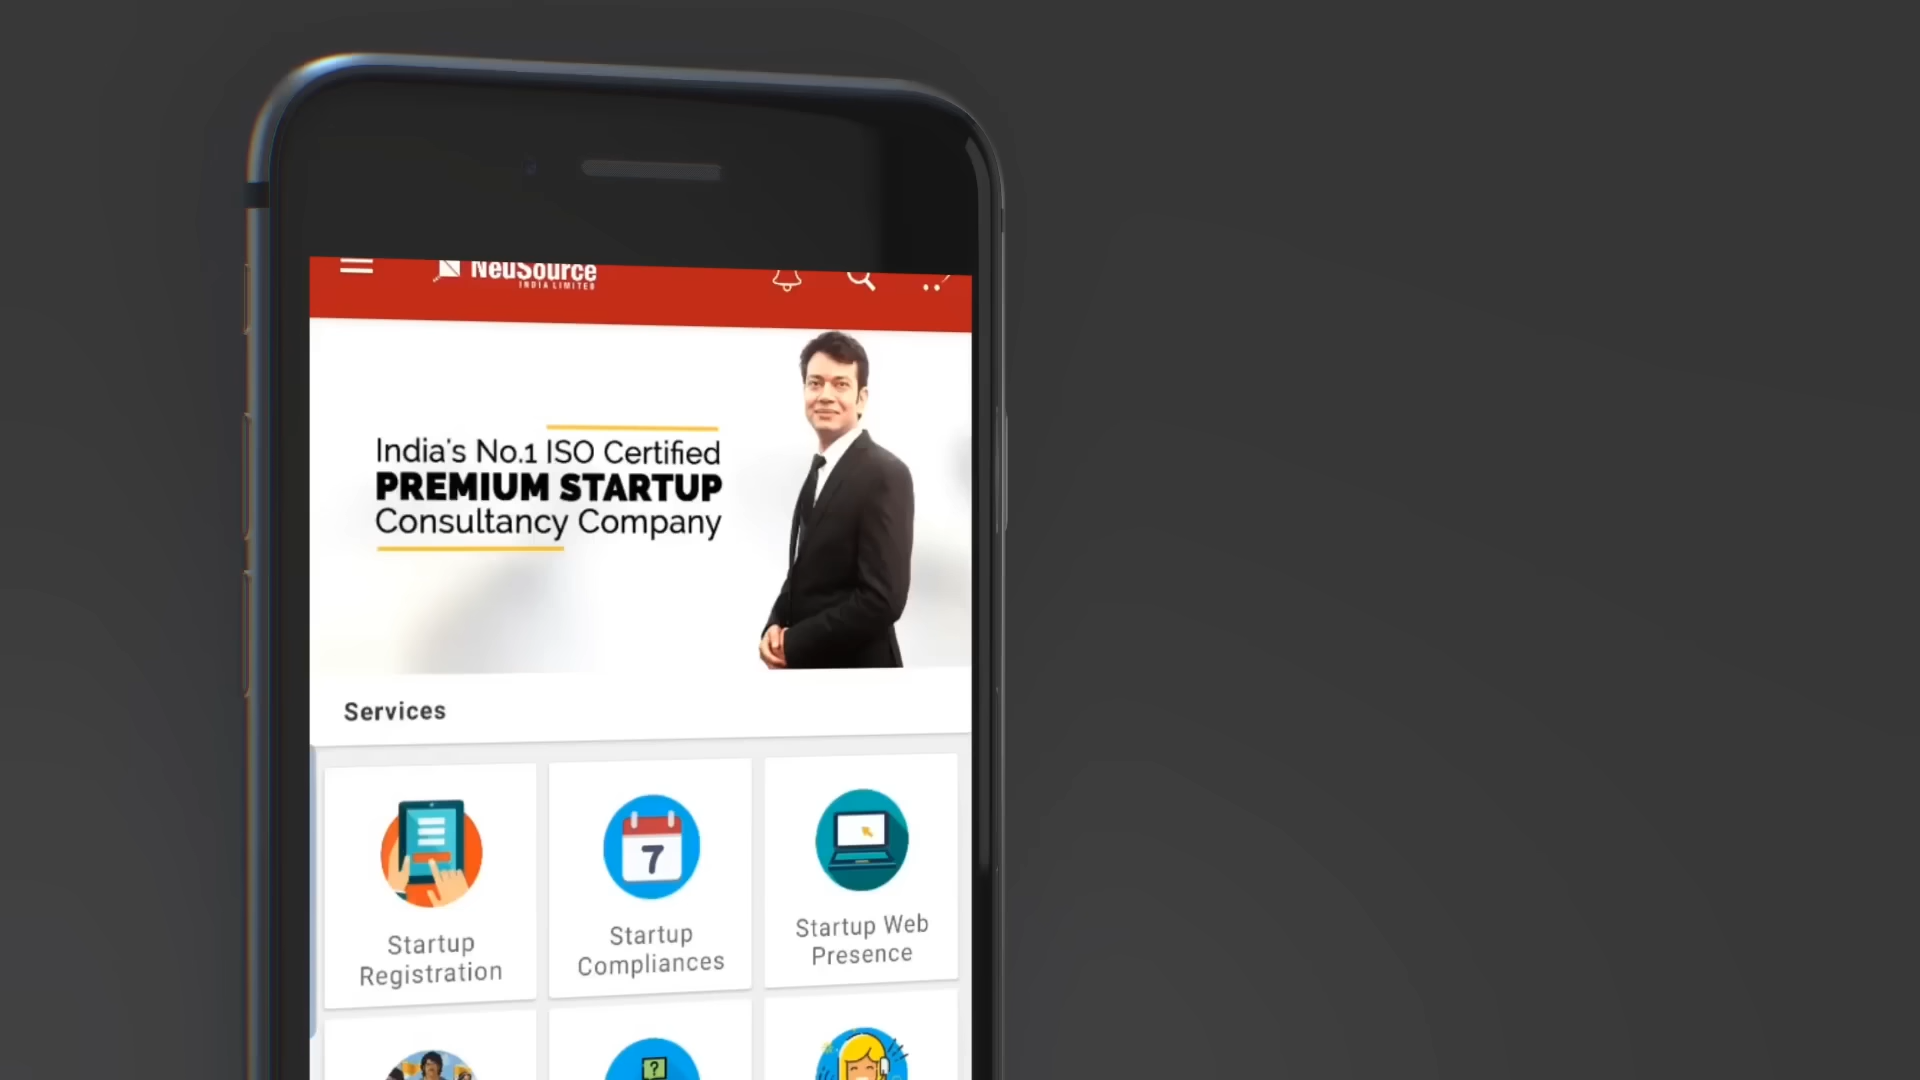 NeuSource
INDIA LIMITED
India's No.1 ISO Certified
PREMIUM STARTUP
Consultancy Company
Services
Startup
Registration
Startup
Compliances
Startup Web
Presence
7
?